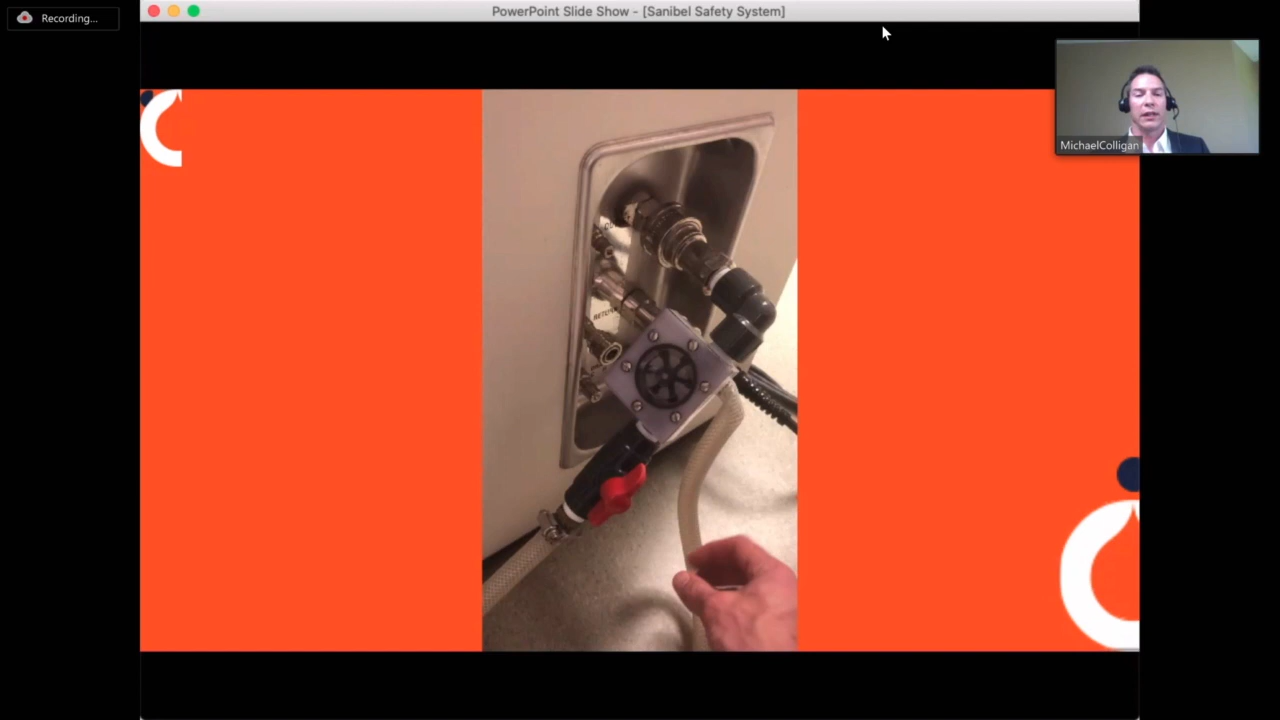 Recording...
PowerPoint Slide Show - [Sanibel Safety System]
MichaelColligan